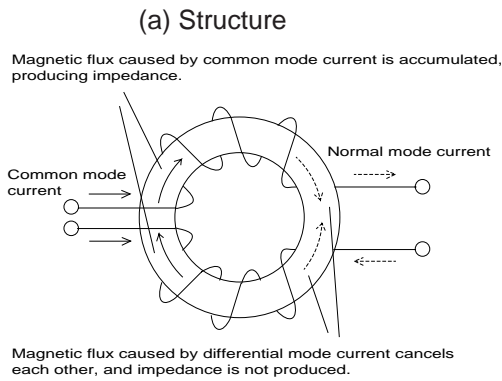 (a) Structure
Magnetic flux caused by common mode current is accumulated,
producing impedance.
Common mode
current
Normal mode current
Magnetic flux caused by differential mode current cancels
each other, and impedance is not produced.